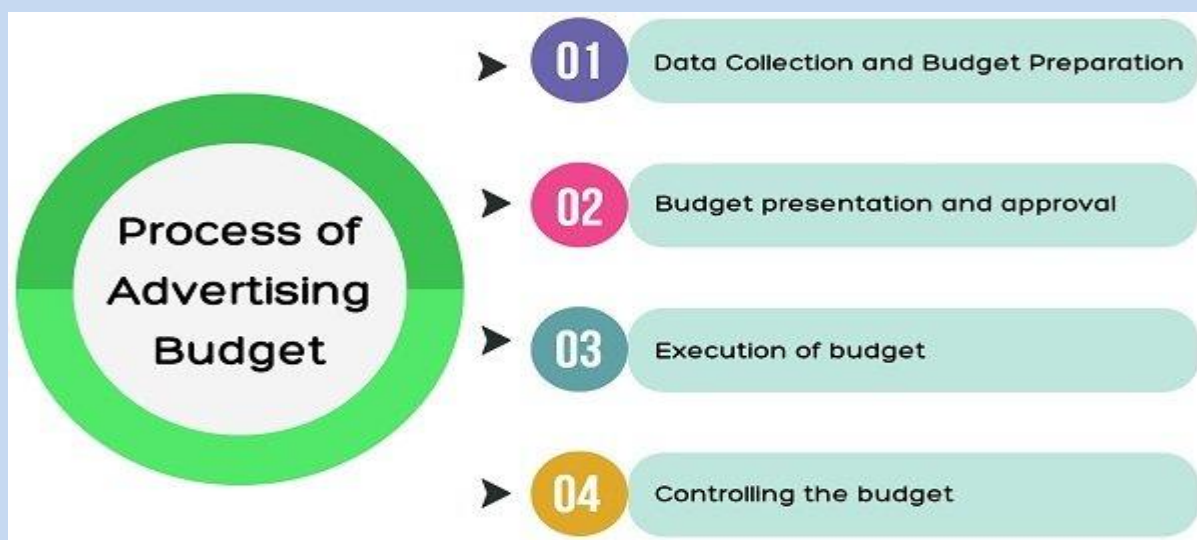 Process of
Advertising
Budget
01 Data Collection and Budget Preparation
02 Budget presentation and approval
03 Execution of budget
04 Controlling the budget